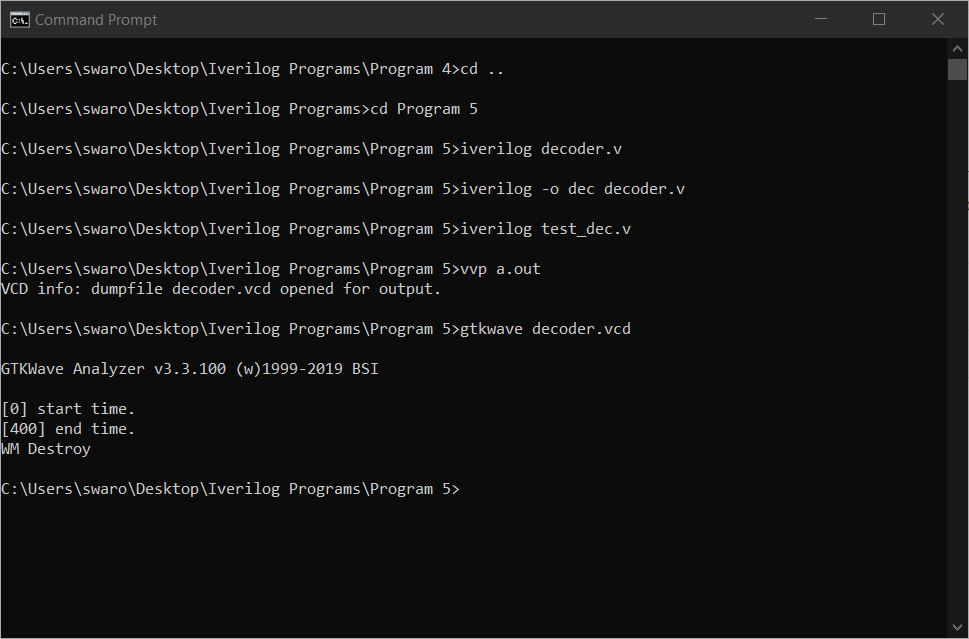 Command Prompt
C:\Users\swaro\Desktop\Iverilog Programs\Program 4>cd ..
C:\Users\swaro\Desktop\Iverilog Programs>cd Program 5
C:\Users\swaro\Desktop\Iverilog Programs\Program 5>iverilog decoder.v
C:\Users\swaro\Desktop\Iverilog Programs\Program 5>iverilog -o dec decoder.v
C:\Users\swaro\Desktop\Iverilog Programs\Program 5>iverilog test_dec.v
C:\Users\swaro\Desktop\Iverilog Programs\Program 5>vvp a.out
VCD info: dumpfile decoder.vcd opened for output.
C:\Users\swaro\Desktop\Iverilog Programs\Program 5>gtkwave decoder.vcd
GTKWave Analyzer v3.3.100 (w)1999-2019 BSI
[0] start time.
[400] end time.
WM Destroy
C:\Users\swaro\Desktop\Iverilog Programs\Program 5>